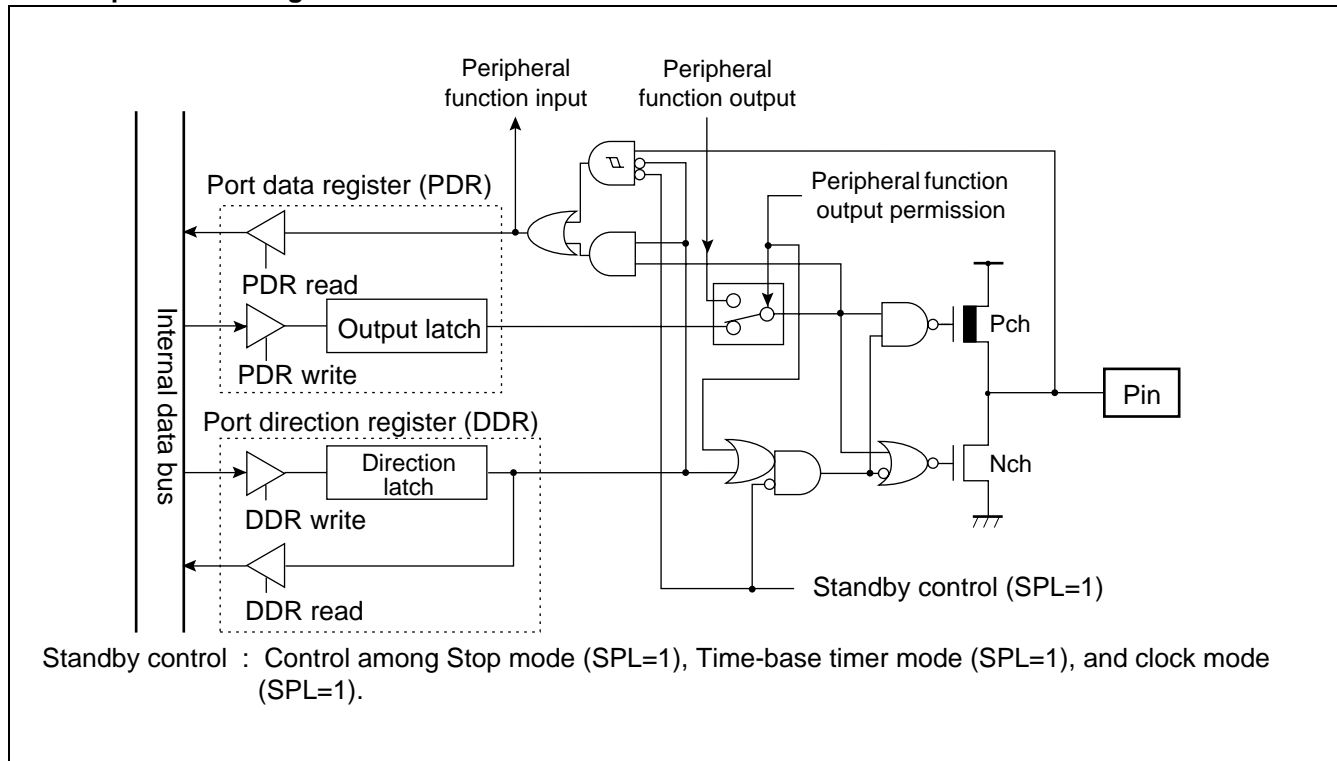 Peripheral
function input
Peripheral
function output
Port data register (PDR)
Peripheral function
output permission
PDR read
Output latch
PDR write
Internal data bus
Pch
Pin
Port direction register (DDR)
Direction
latch
Nch
DDR write
Standby control (SPL=1)
DDR read
Standby control : Control among Stop mode (SPL=1), Time-base timer mode (SPL=1), and clock mode
(SPL=1).